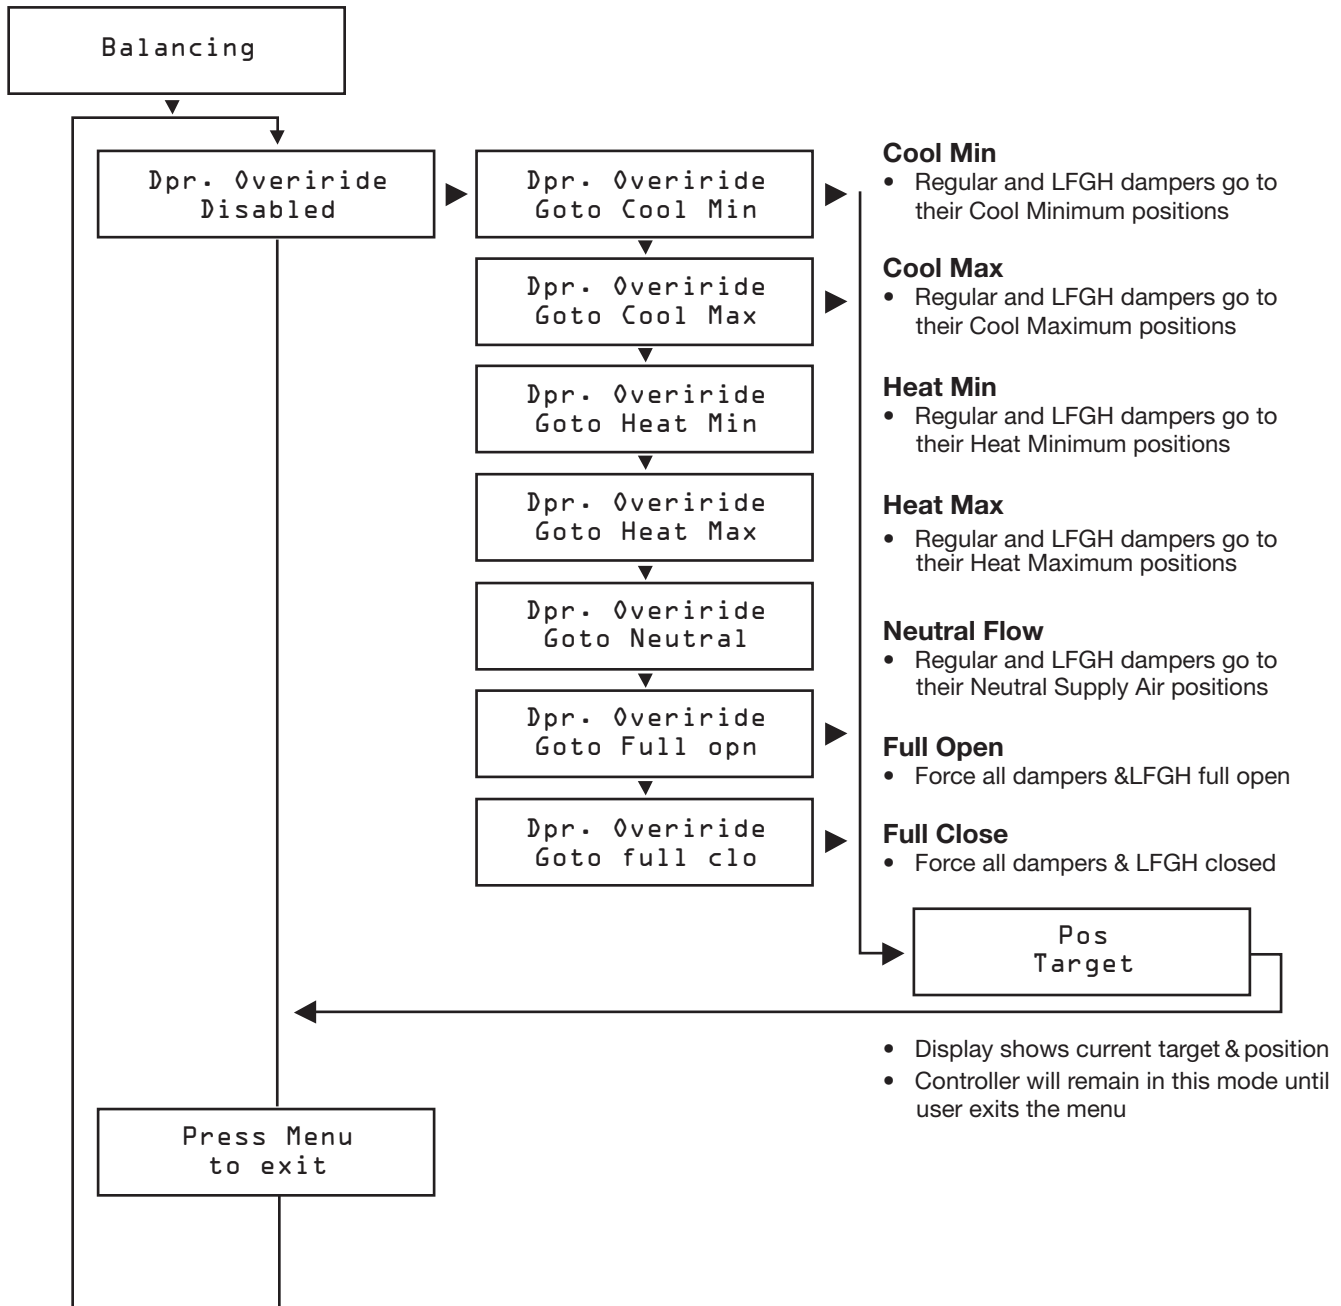 Balancing
Dpr. Overiride
Disabled
Dpr. Overiride
Goto Cool Min
Dpr. Overiride
Goto Cool Max
Dpr. Overiride
Goto Heat Min
Dpr. Overiride
Goto Heat Max
Dpr. Overiride
Goto Neutral
Dpr. Overiride
Goto Full opn
Dpr. Overiride
Goto full clo
Cool Min
• Regular and LFGH dampers go to
their Cool Minimum positions
Cool Max
• Regular and LFGH dampers go to
their Cool Maximum positions
Heat Min
• Regular and LFGH dampers go to
their Heat Minimum positions
Heat Max
• Regular and LFGH dampers go to
their Heat Maximum positions
Neutral Flow
• Regular and LFGH dampers go to
their Neutral Supply Air positions
Full Open
• Force all dampers &LFGH full open
Full Close
• Force all dampers & LFGH closed
Pos
Target
• Display shows current target & position
• Controller will remain in this mode until
user exits the menu
Press Menu
to exit